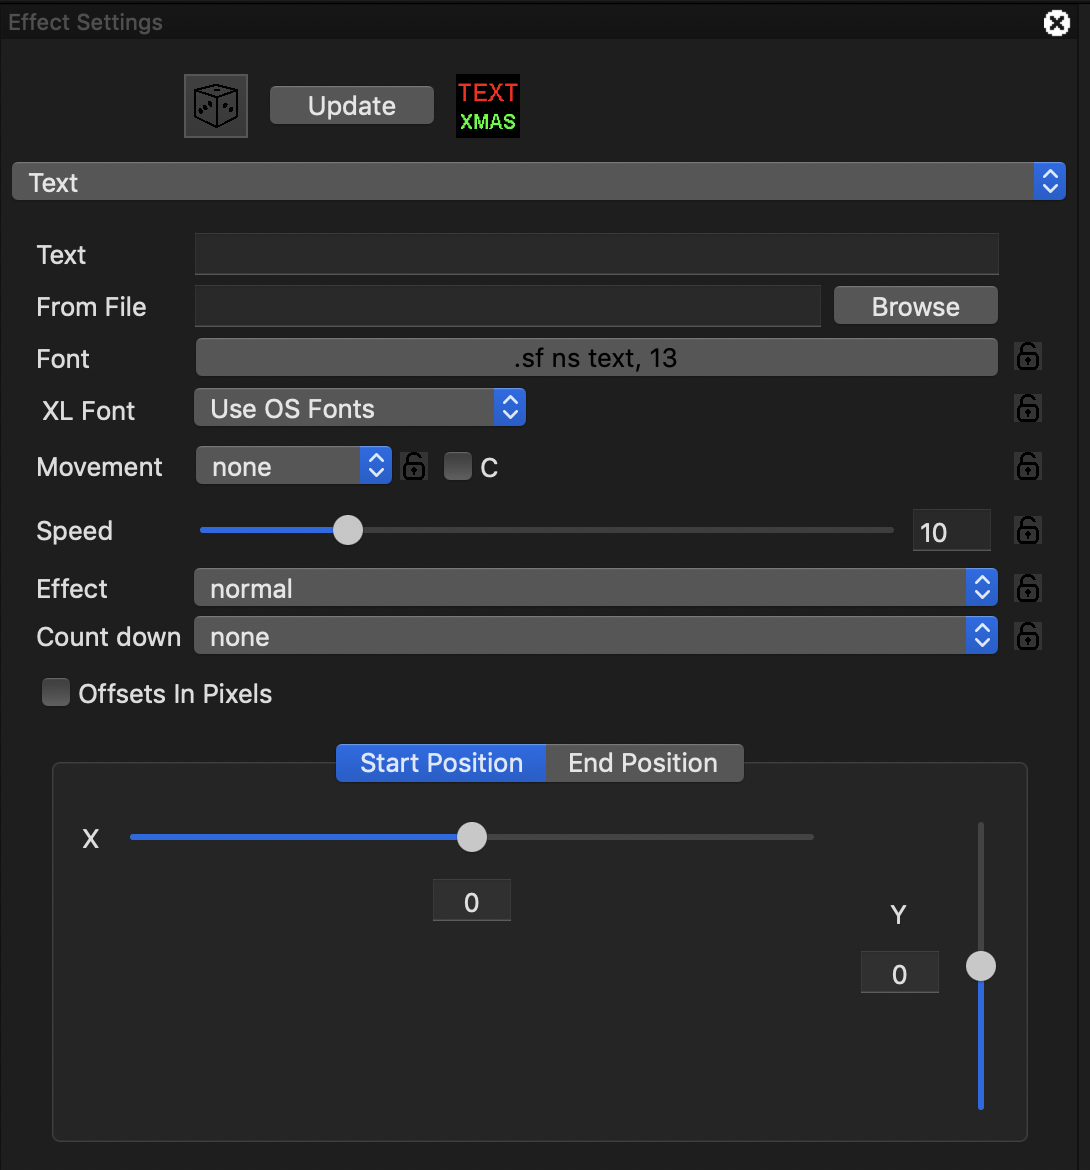 Effect Settings
Update
TEXT
XMAS
Text
Text
From File
Browse
Font
.sf ns text, 13
XL Font
Use OS Fonts
Movement
none
C
Speed
10
Effect
normal
Count down
none
Offsets In Pixels
Start Position
End Position
X
0
Y
0